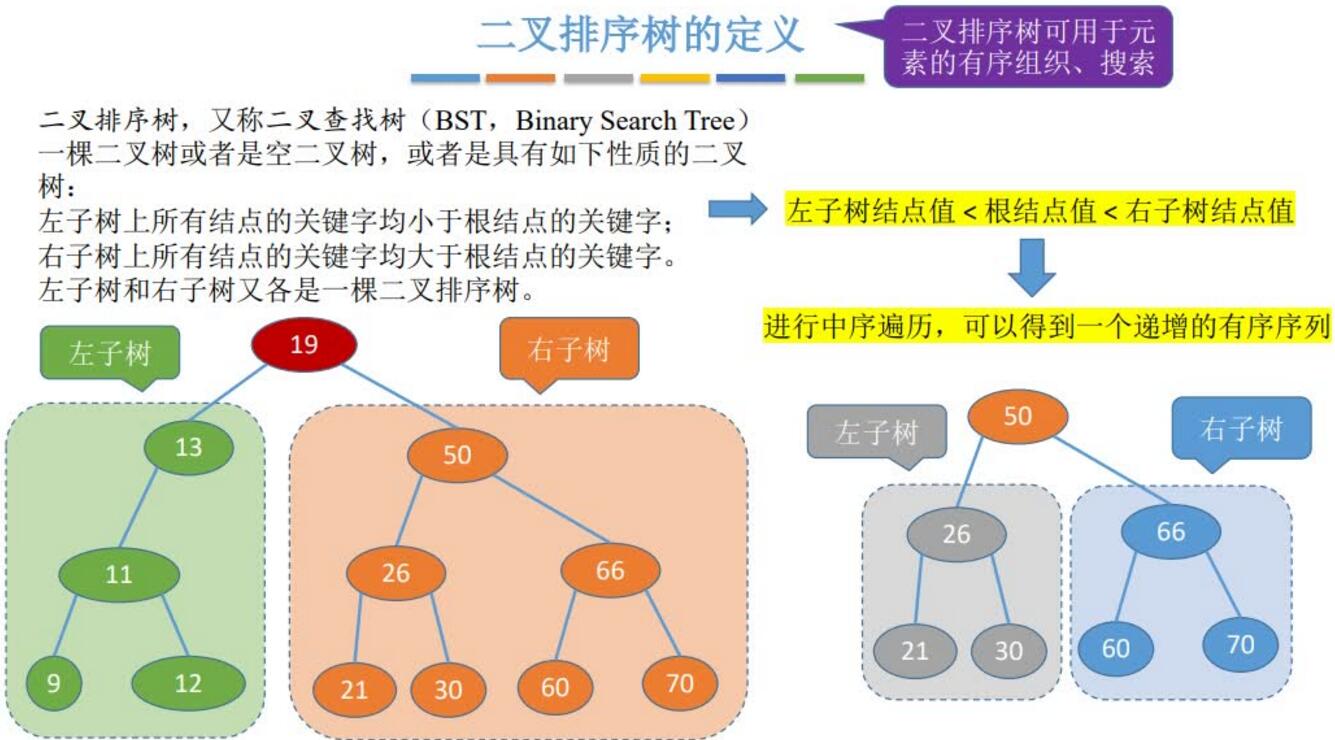 二叉排序树的定义
二叉排序树可用于元
素的有序组织、搜索
二叉排序树，又称二叉查找树（BST，Binary Search Tree）
一棵二叉树或者是空二叉树，或者是具有如下性质的二叉
树：
左子树上所有结点的关键字均小于根结点的关键字；
右子树上所有结点的关键字均大于根结点的关键字。
左子树和右子树又各是一棵二叉排序树。
左子树结点值 < 根结点值 < 右子树结点值
进行中序遍历，可以得到一个递增的有序序列
左子树
19
右子树
13
50
11
26
66
9
12
21
30
60
70
左子树
50
右子树
26
66
21
30
60
70